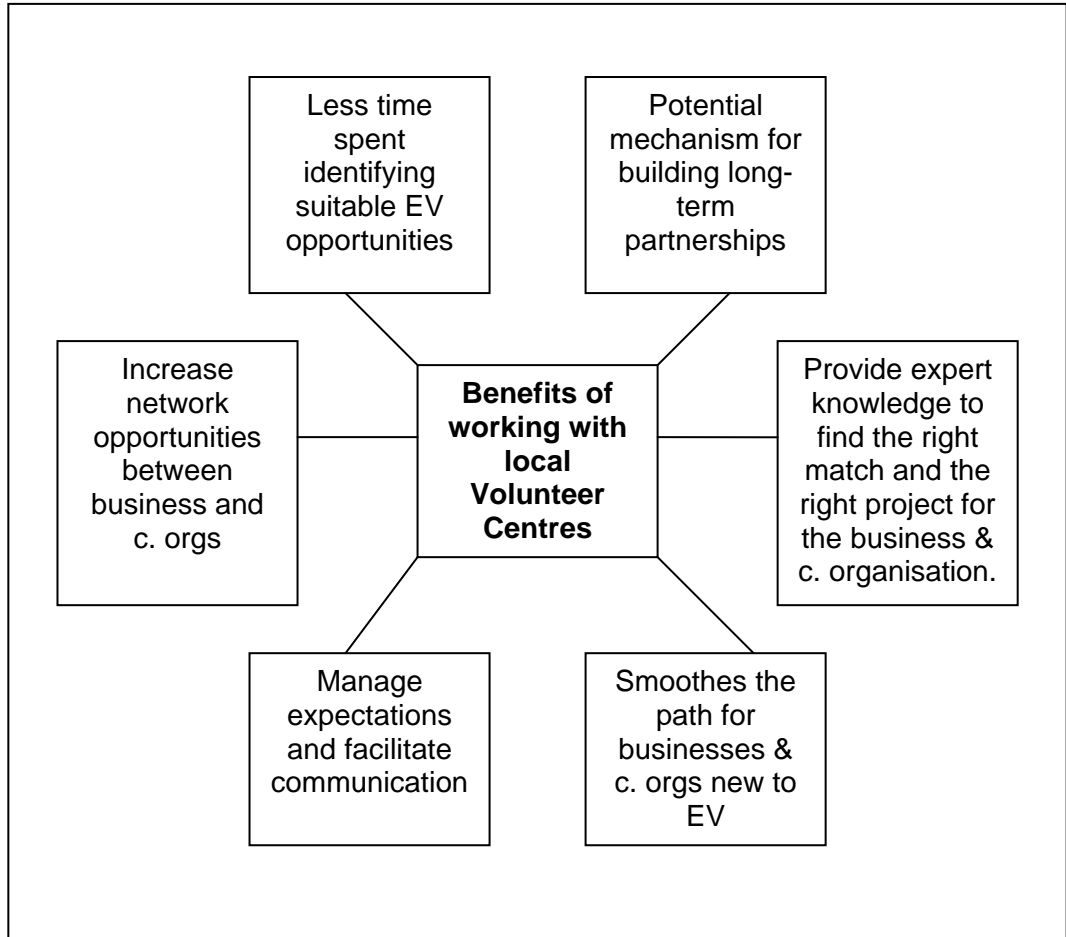 Less time
spent
identifying
suitable EV
opportunities
Potential
mechanism for
building long-
term
partnerships
Increase
network
opportunities
between
business and
c. orgs
Benefits of
working with
local
Volunteer
Centres
Provide expert
knowledge to
find the right
match and the
right project for
the business &
c. organisation.
Manage
expectations
and facilitate
communication
Smoothes the
path for
businesses &
c. orgs new to
EV